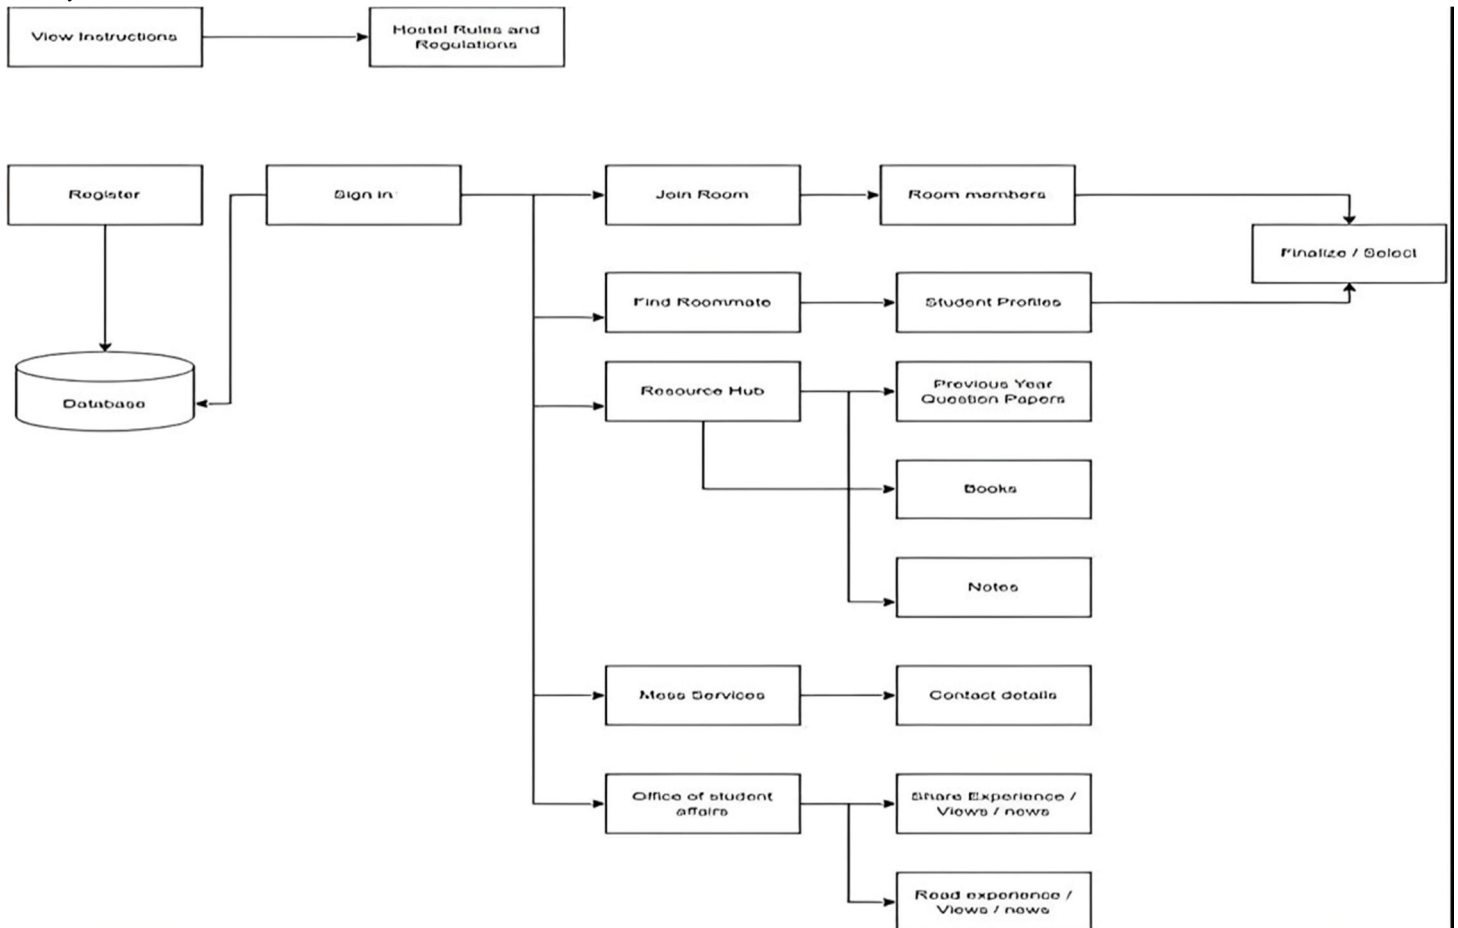 View Instructions
Hostel Rules and
Regulations
Register
Sign in
Join Room
Room members
Finalize / Select
Find Roommate
Student Profiles
Database
Resource Hub
Previous Year
Question Papers
Books
Notes
Mess Services
Contact details
Office of student
affairs
Share Experience /
Views / news
Read experience /
Views / news